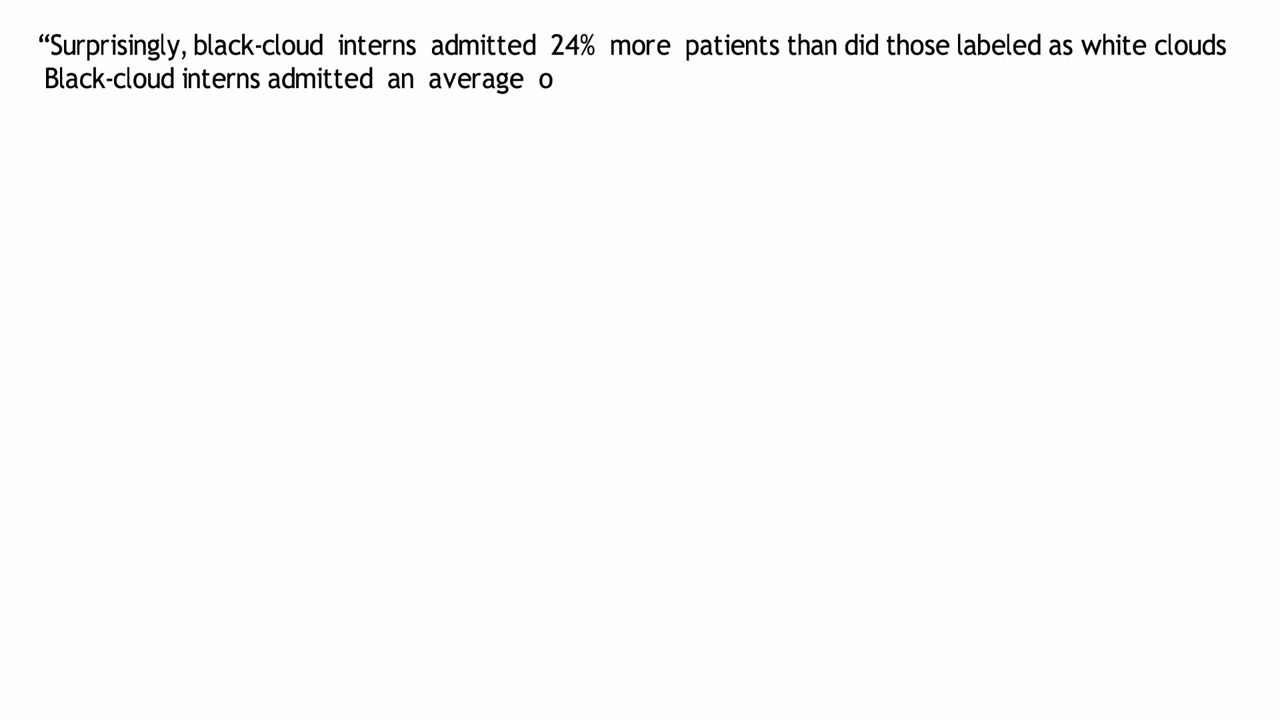 “Surprisingly, black-cloud interns admitted 24% more patients than did those labeled as white clouds
Black-cloud interns admitted an average o